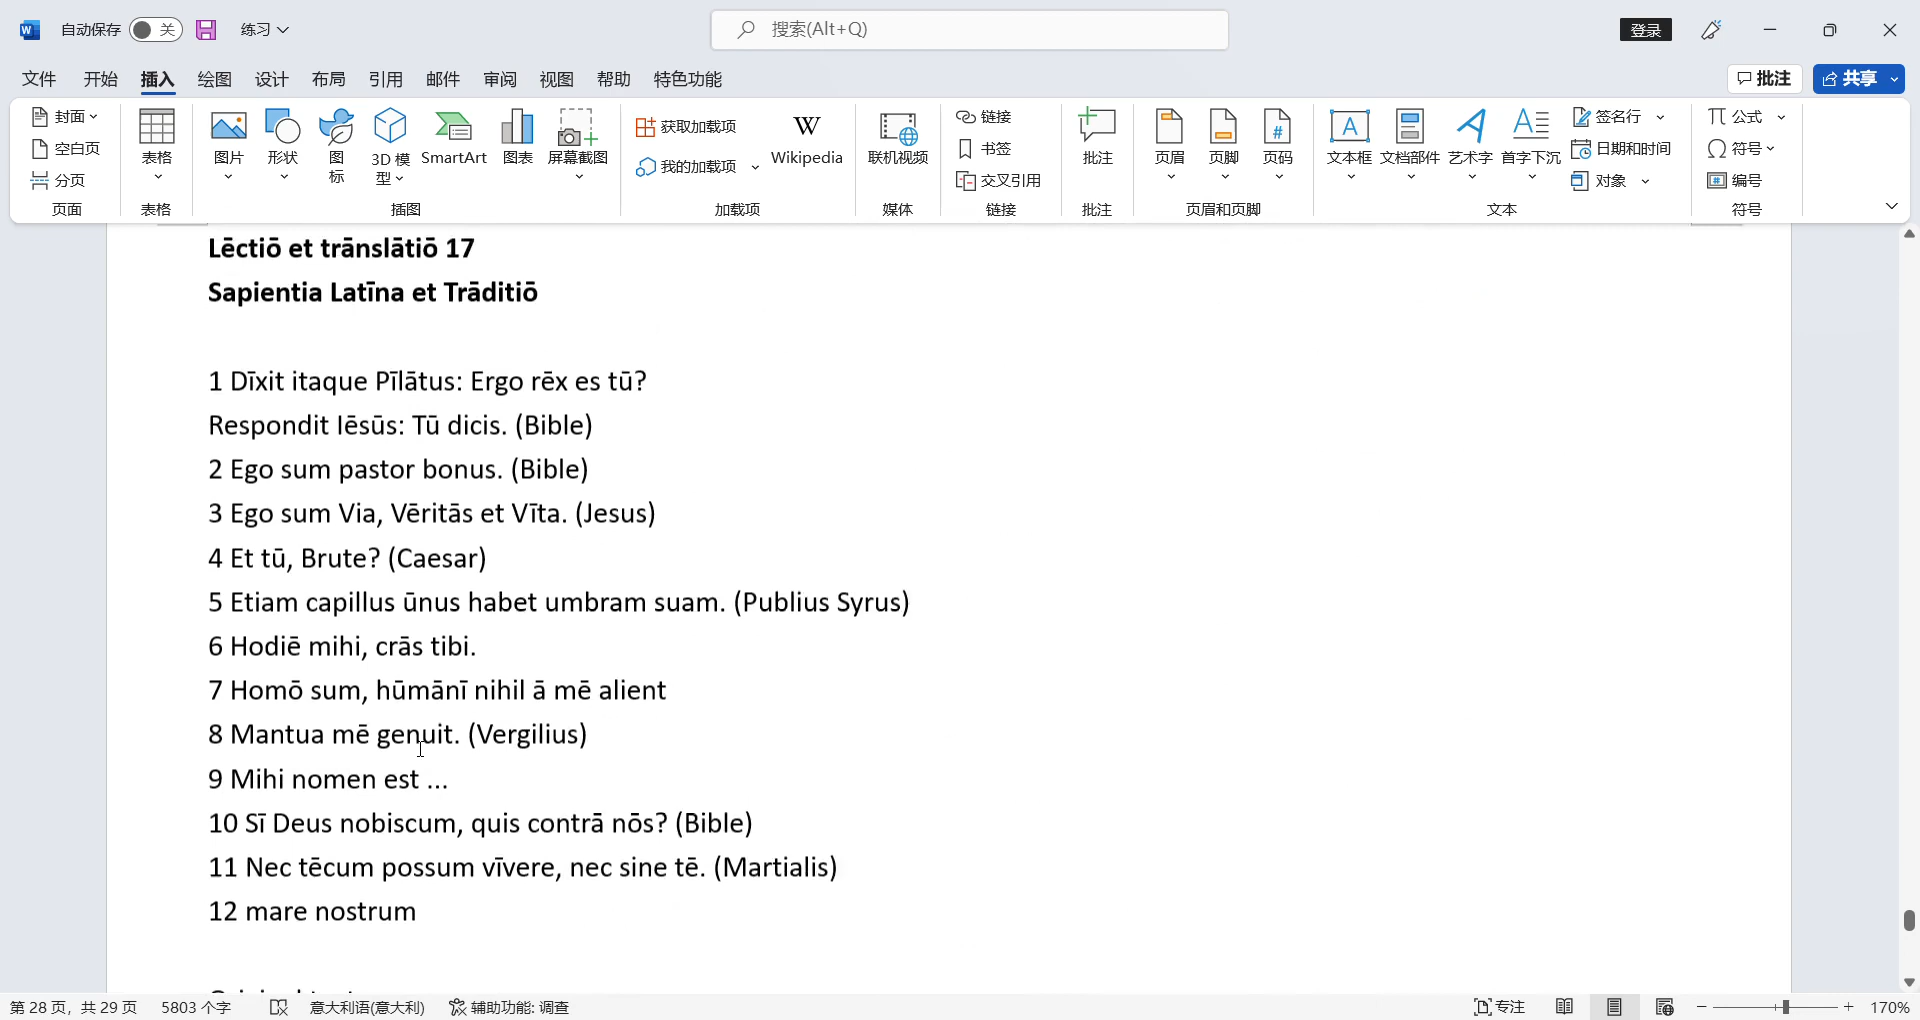 自动保存 关 练习 搜索(Alt+Q) 登录
文件 开始 插入 绘图 设计 布局 引用 邮件 审阅 视图 帮助 特色功能 批注 共享
封面 空白页 分页 页面
表格 表格
图片 形状 图标 3D 模型 SmartArt 图表 屏幕截图 插图
获取加载项 我的加载项 Wikipedia 加载项
联机视频 媒体
链接 书签 交叉引用 链接
批注 批注
页眉 页脚 页码 页眉和页脚
文本框 文档部件 艺术字 首字下沉 签名行 日期和时间 对象 文本
公式 符号 编号 符号
Lēctiō et trānslātiō 17
Sapientia Latīna et Trāditiō
1 Dīxit itaque Pīlātus: Ergo rēx es tū?
Respondit Iēsūs: Tū dicis. (Bible)
2 Ego sum pastor bonus. (Bible)
3 Ego sum Via, Vēritās et Vīta. (Jesus)
4 Et tū, Brute? (Caesar)
5 Etiam capillus ūnus habet umbram suam. (Publius Syrus)
6 Hodiē mihi, crās tibi.
7 Homō sum, hūmānī nihil ā mē alient
8 Mantua mē genuit. (Vergilius)
9 Mihi nomen est ...
10 Sī Deus nobiscum, quis contrā nōs? (Bible)
11 Nec tēcum possum vīvere, nec sine tē. (Martialis)
12 mare nostrum
第 28 页, 共 29 页 5803 个字 意大利语(意大利) 辅助功能: 调查 专注 170%